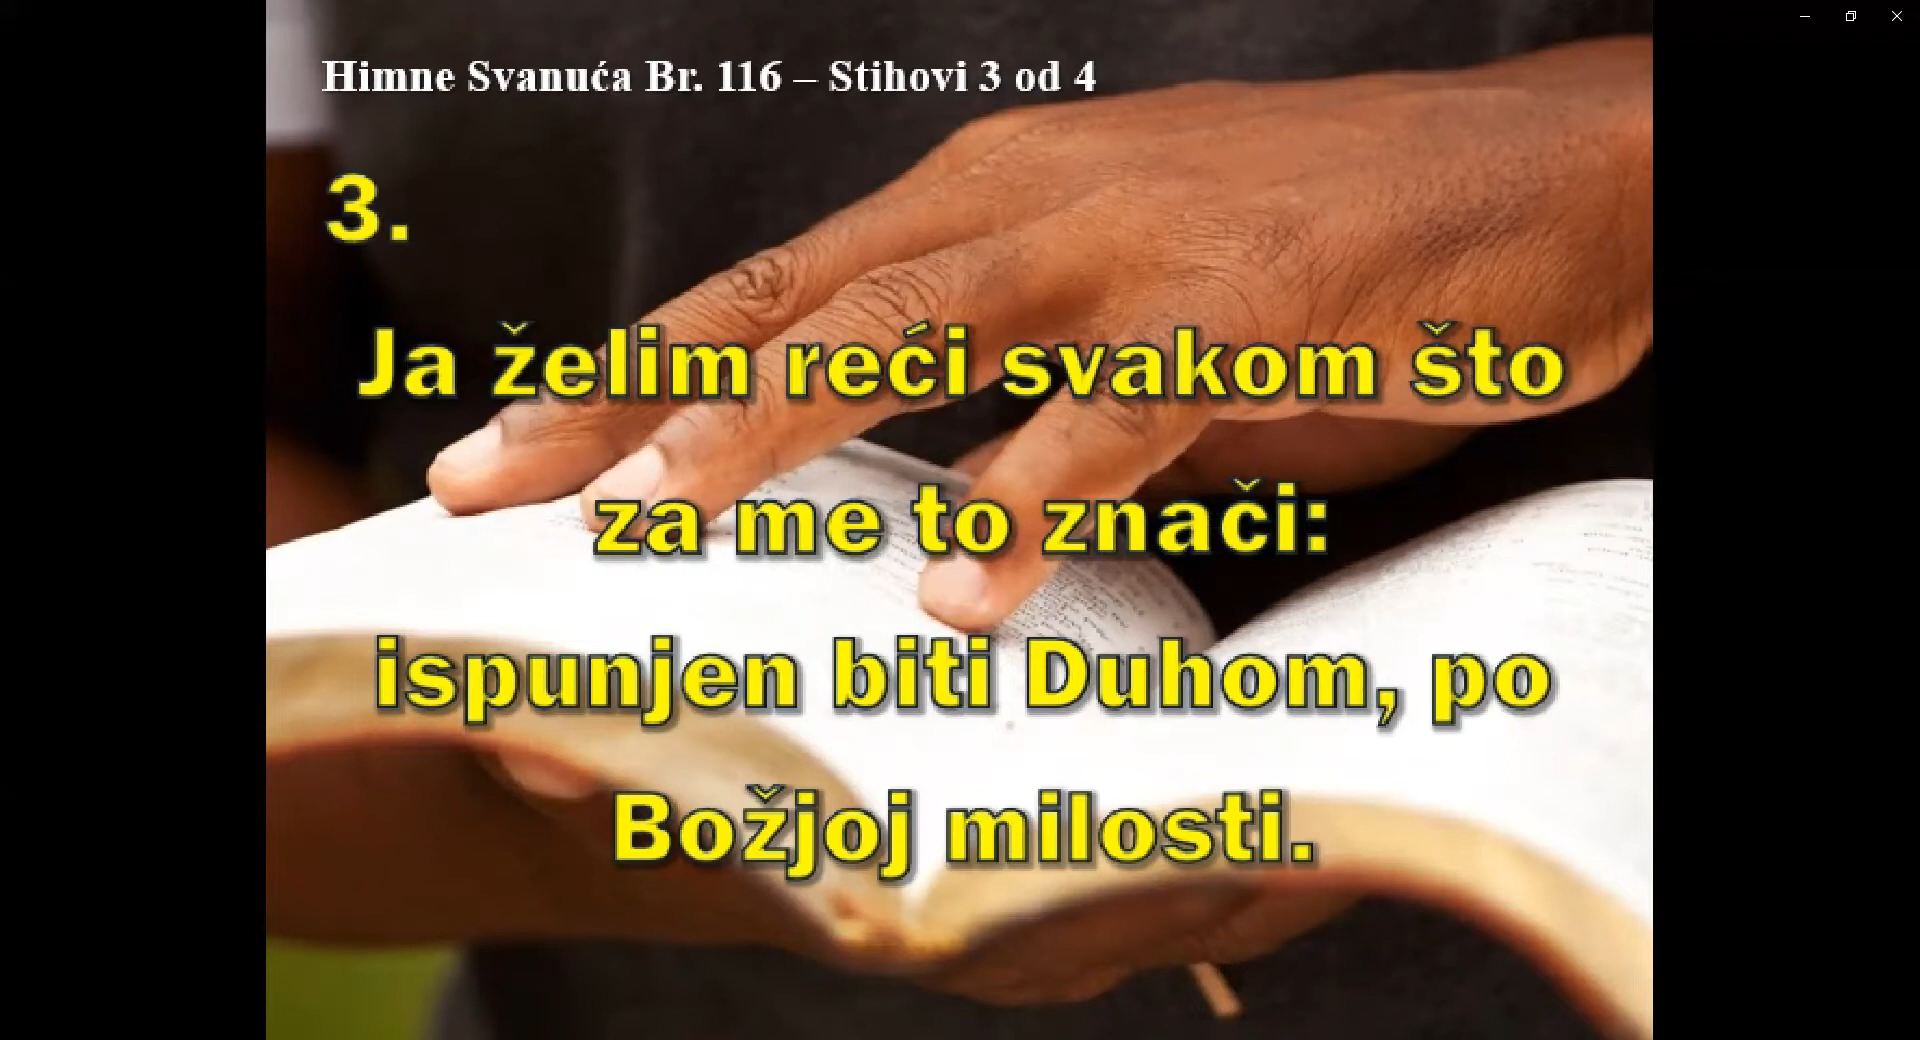 Himne Svanuća Br. 116 – Stihovi 3 od 4
3.
Ja želim reći svakom što
za me to znači:
ispunjen biti Duhom, po
Božjoj milosti.